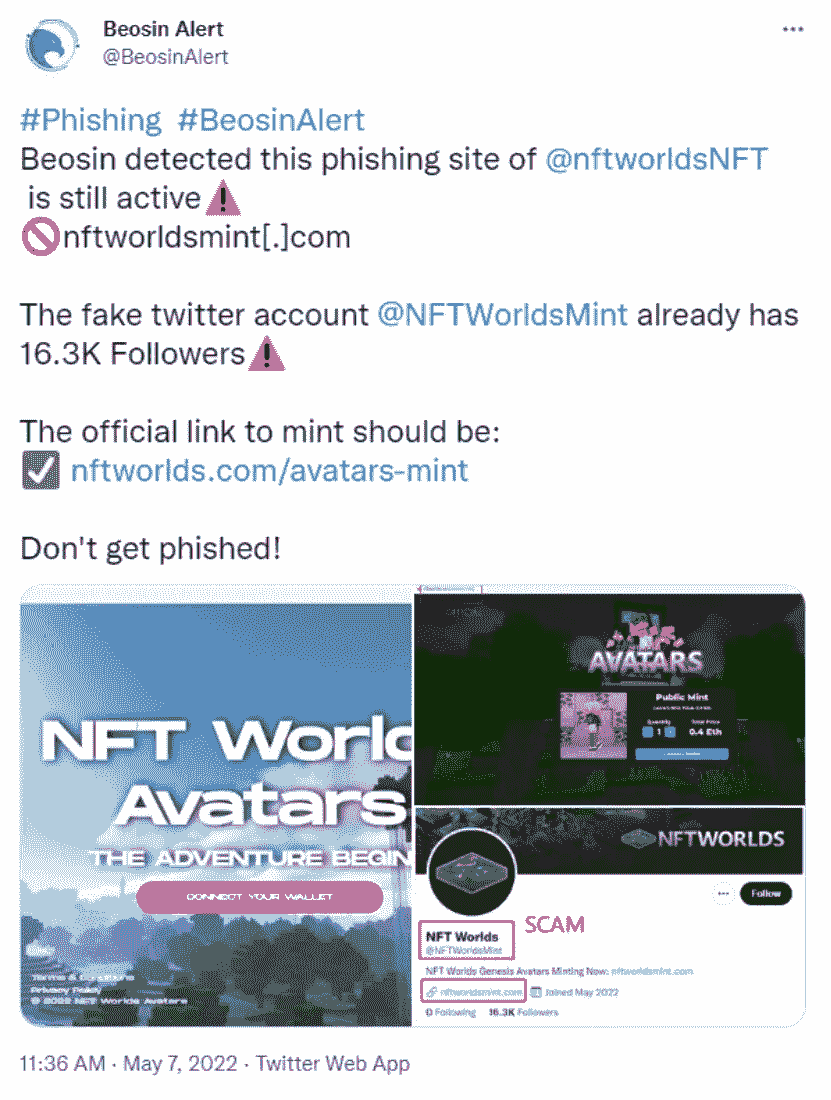 Beosin Alert
@BeosinAlert
#Phishing #BeosinAlert
Beosin detected this phishing site of @nftworldsNFT
is still active⚠
🚫nftworldsmint[.]com
The fake twitter account @NFTWorldsMint already has
16.3K Followers⚠
The official link to mint should be:
☑ nftworlds.com/avatars-mint
Don't get phished!
NFT Worlc
Avatars
THE ADVENTURE BEGIN
CONNECT YOUR WALLET
Terms & Conditions
Privacy Policy
© 2022 NFT Worlds Avatars
AVATARS
Public Mint
Quantity
Total Price
1
0.4 Eth
NFTWORLDS
Follow
NFT Worlds
SCAM
@NFTWorldsMint
NFT Worlds Genesis Avatars Minting Now: nftworldsmint.com
nftworldsmint.com Joined May 2022
0 Following 16.3K Followers
11:36 AM · May 7, 2022 · Twitter Web App